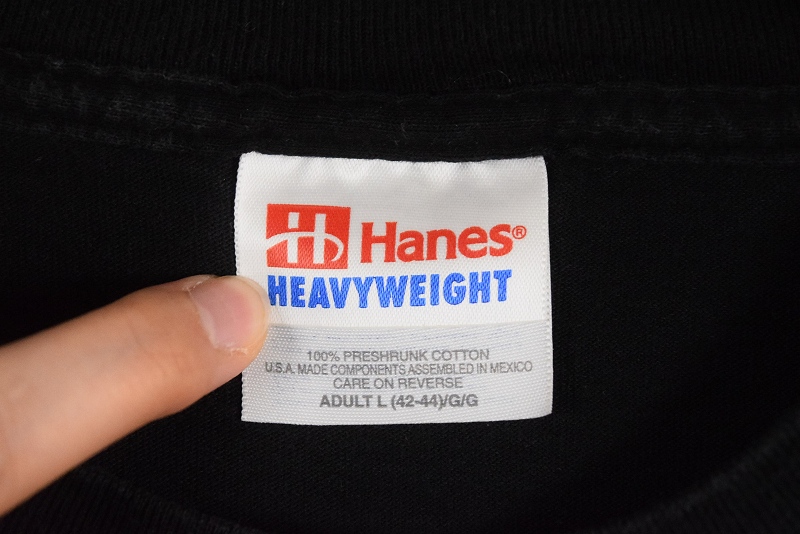 H Hanes®
HEAVYWEIGHT
100% PRESHRUNK COTTON
U.S.A. MADE COMPONENTS ASSEMBLED IN MEXICO
CARE ON REVERSE
ADULT L (42-44)/G/G